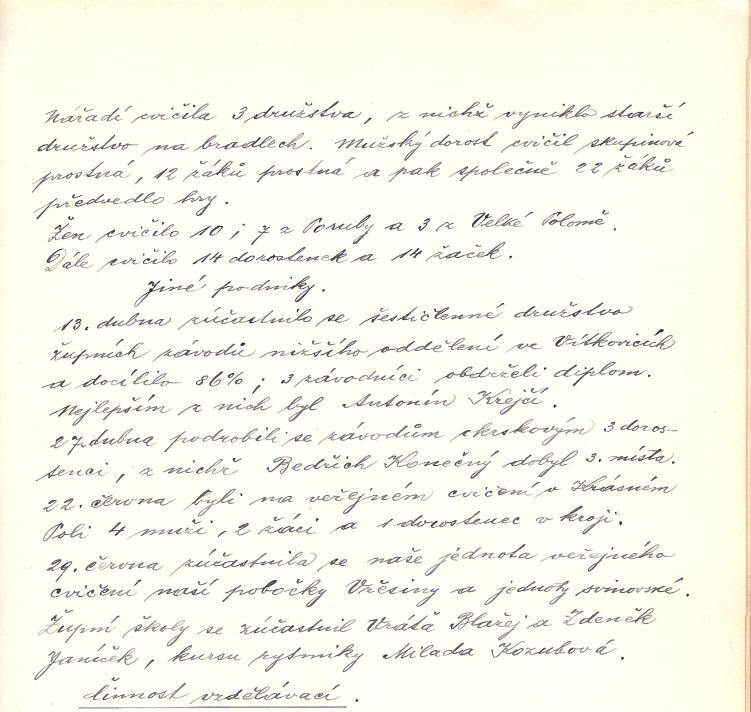 nářadí cvičila 3 družstva, z nichž vyniklo starší
družstvo na bradlech. Mužský dorost cvičil skupinová
prostná, 12 žáků prostná a pak společně 22 žáků
předvedlo hry.
Žen cvičilo 10; 7 z Poruby a 3 z Velké Polomě.
Dále cvičilo 14 dorostenek a 14 žaček.
Jiné podniky.
13. dubna zúčastnilo se šestičlenné družstvo
župních závodů nižšího oddělení ve Vítkovicích
a docílilo 86%; 3 závodníci obdrželi diplom.
Nejlepším z nich byl Antonín Krejčí.
27. dubna podrobili se závodům okrskovým 3 doros-
tenci, z nichž Bedřich Konečný dobyl 3. místa.
22. června byli na veřejném cvičení v Krásném
Poli 4 muži, 2 žáci a 1 dorostenec v kroji.
29. června zúčastnila se naše jednota veřejného
cvičení naší pobočky Vřesiny a jednoty svinovské.
Župní školy se zúčastnil Vráťa Blažej a Zdeněk
Janíček, kursu rytmiky Milada Kozubová.
Činnost vzdělávací.